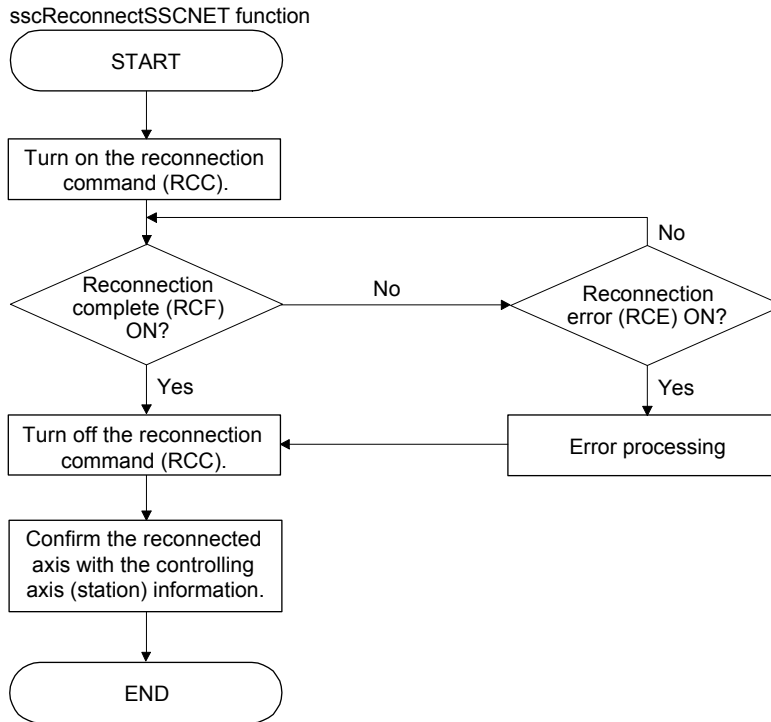 sscReconnectSSCNET function
START
Turn on the reconnection
command (RCC).
No
Reconnection
complete (RCF)
ON?
No
Reconnection
error (RCE) ON?
Yes
Yes
Turn off the reconnection
command (RCC).
Error processing
Confirm the reconnected
axis with the controlling
axis (station) information.
END